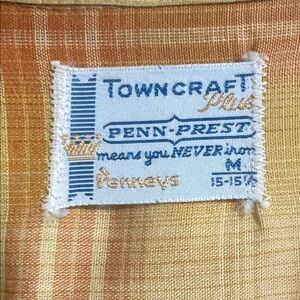 TOWNCRAFT
Plus
PENN-PREST
means you NEVER iron
Penneys
M
15-15½